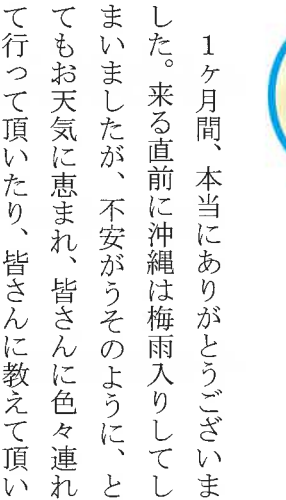 １ヶ月間、本当にありがとうございま
した。来る直前に沖縄は梅雨入りしてし
まいましたが、不安がうそのように、と
てもお天気に恵まれ、皆さんに色々連れ
て行って頂いたり、皆さんに教えて頂い